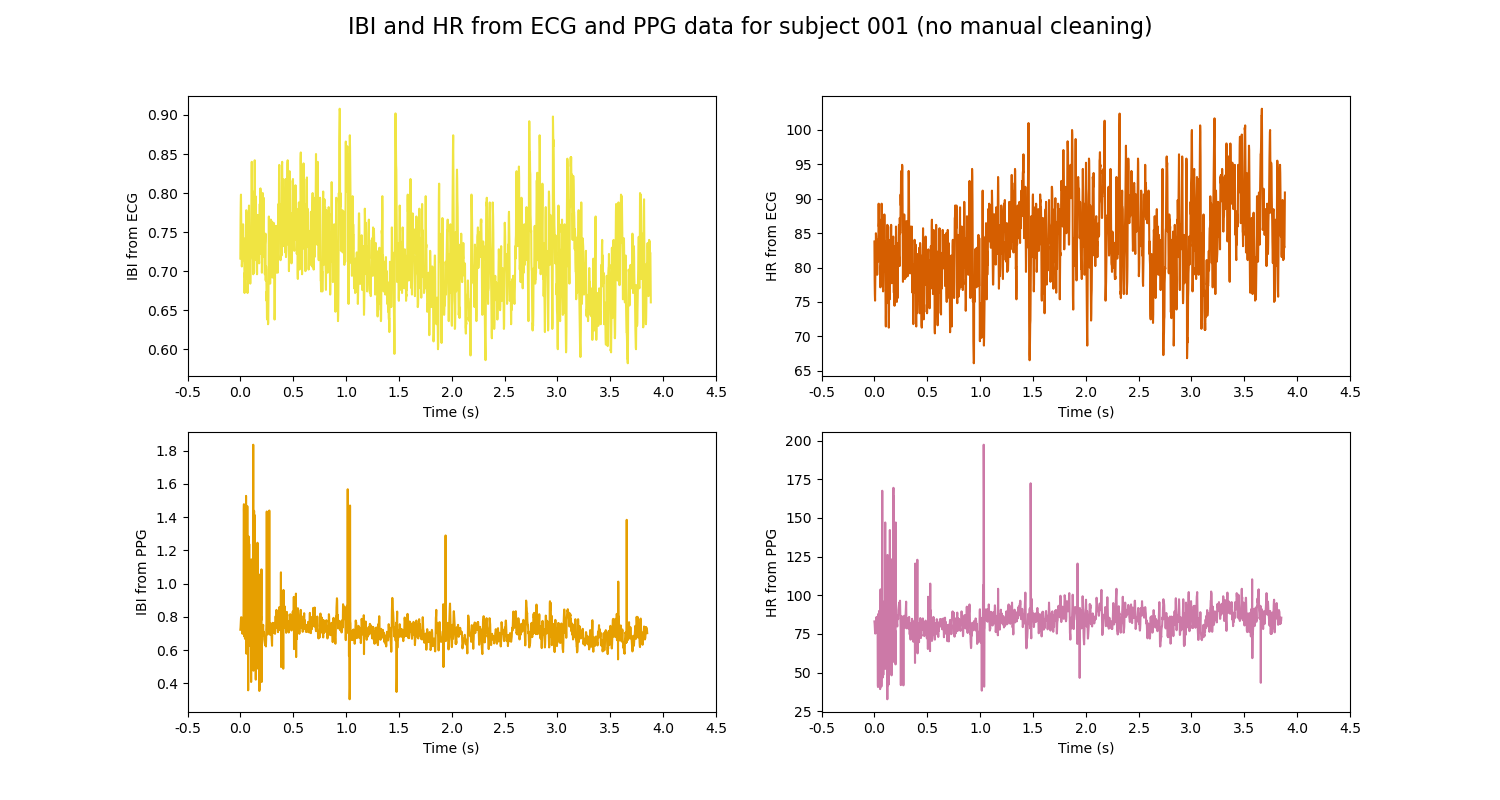 IBI and HR from ECG and PPG data for subject 001 (no manual cleaning)
IBI from ECG
0.90
0.85
0.80
0.75
0.70
0.65
0.60
-0.5 0.0 0.5 1.0 1.5 2.0 2.5 3.0 3.5 4.0 4.5
Time (s)
HR from ECG
100
95
90
85
80
75
70
65
-0.5 0.0 0.5 1.0 1.5 2.0 2.5 3.0 3.5 4.0 4.5
Time (s)
IBI from PPG
1.8
1.6
1.4
1.2
1.0
0.8
0.6
0.4
-0.5 0.0 0.5 1.0 1.5 2.0 2.5 3.0 3.5 4.0 4.5
Time (s)
HR from PPG
200
175
150
125
100
75
50
25
-0.5 0.0 0.5 1.0 1.5 2.0 2.5 3.0 3.5 4.0 4.5
Time (s)